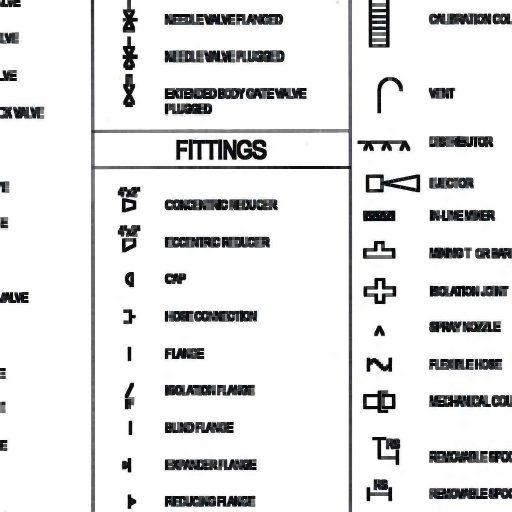 ALVE
NEEDLE VALVE FLANGED
CALIBRATION COL
LVE
NEEDLE VALVE PLUGGED
LVE
EXTENDED BODY GATE VALVE
PLUGGED
VENT
CK VALVE
FITTINGS
DISTRIBUTOR
EJECTOR
4"x2"
CONCENTRIC REDUCER
IN-LINE MIXER
4"x2"
ECCENTRIC REDUCER
MIXING T OR BAR
CAP
ISOLATION JOINT
VALVE
HOSE CONNECTION
SPRAY NOZZLE
FLANGE
FLEXIBLE HOSE
ISOLATION FLANGE
IF
MECHANICAL COU
BLIND FLANGE
RS
REMOVABLE SPOO
EXPANDER FLANGE
RS
REMOVABLE SPOO
REDUCING FLANGE